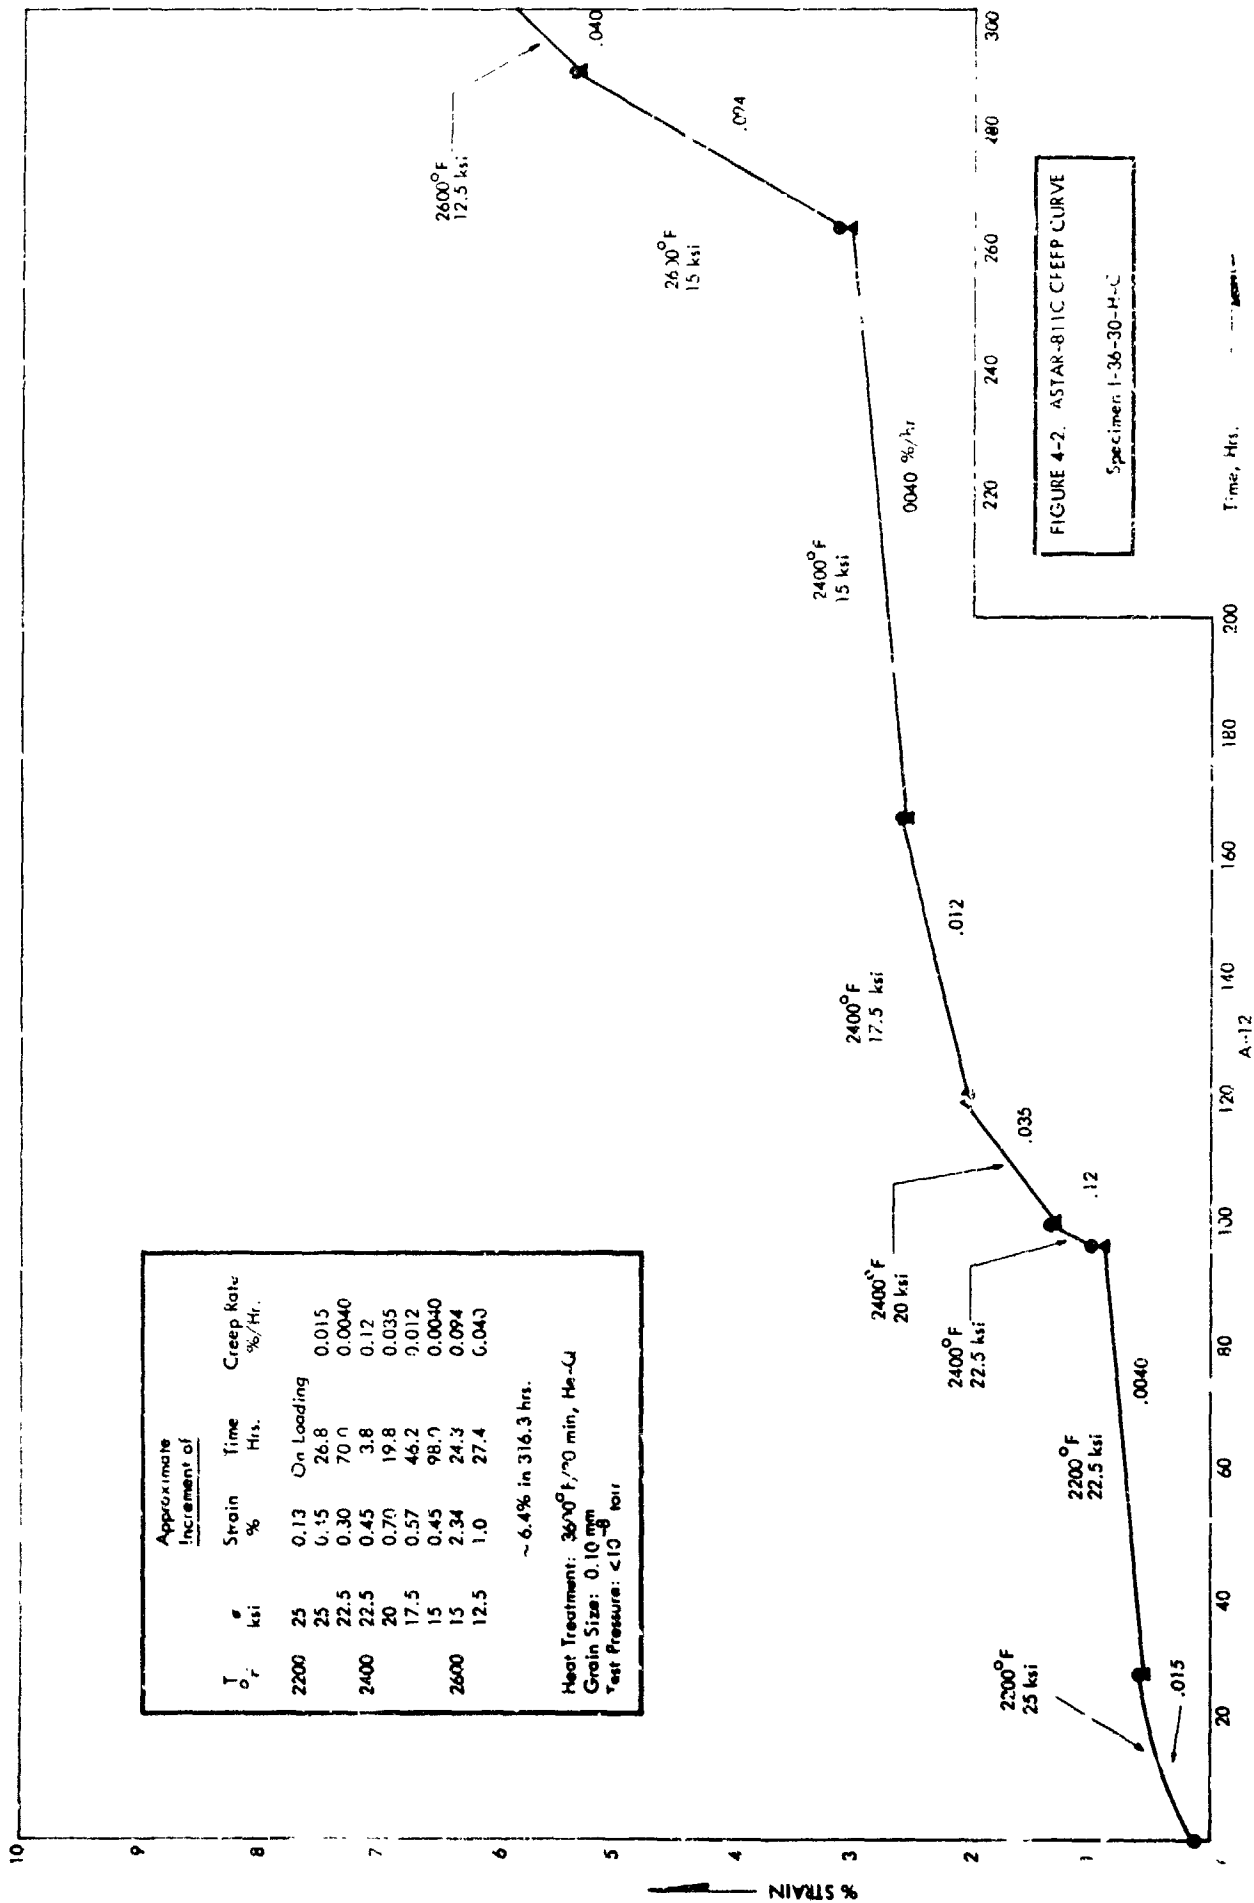 10
9
8
7
6
5
4
3
2
1
% STRAIN
Approximate
Increment of
T °F σ ksi Strain % Time Hrs. Creep Rate %/Hr.
2200 25 0.13 On Loading
25 0.45 26.8 0.015
22.5 0.30 70.0 0.0040
2400 22.5 0.45 3.8 0.12
20 0.70 19.8 0.035
17.5 0.57 46.2 0.012
15 0.45 98.0 0.0040
2600 15 2.34 24.3 0.094
12.5 1.0 27.4 0.040
~6.4% in 316.3 hrs.
Heat Treatment: min, He-Q
Grain Size: 0.10 mm
Test Pressure: <10⁻⁸ torr
2200°F
25 ksi
.015
2200°F
22.5 ksi
.0040
2400°F
22.5 ksi
.12
2400°F
20 ksi
.035
2400°F
17.5 ksi
.012
2400°F
15 ksi
0040 %/hr
2600°F
15 ksi
.094
2600°F
12.5 ksi
.040
20 40 60 80 100 120 140 160 180 200
220 240 260 280 300
FIGURE 4-2. ASTAR-811C CREEP CURVE
Specimen 1-36-30-H-C
Time, Hrs.
A-12